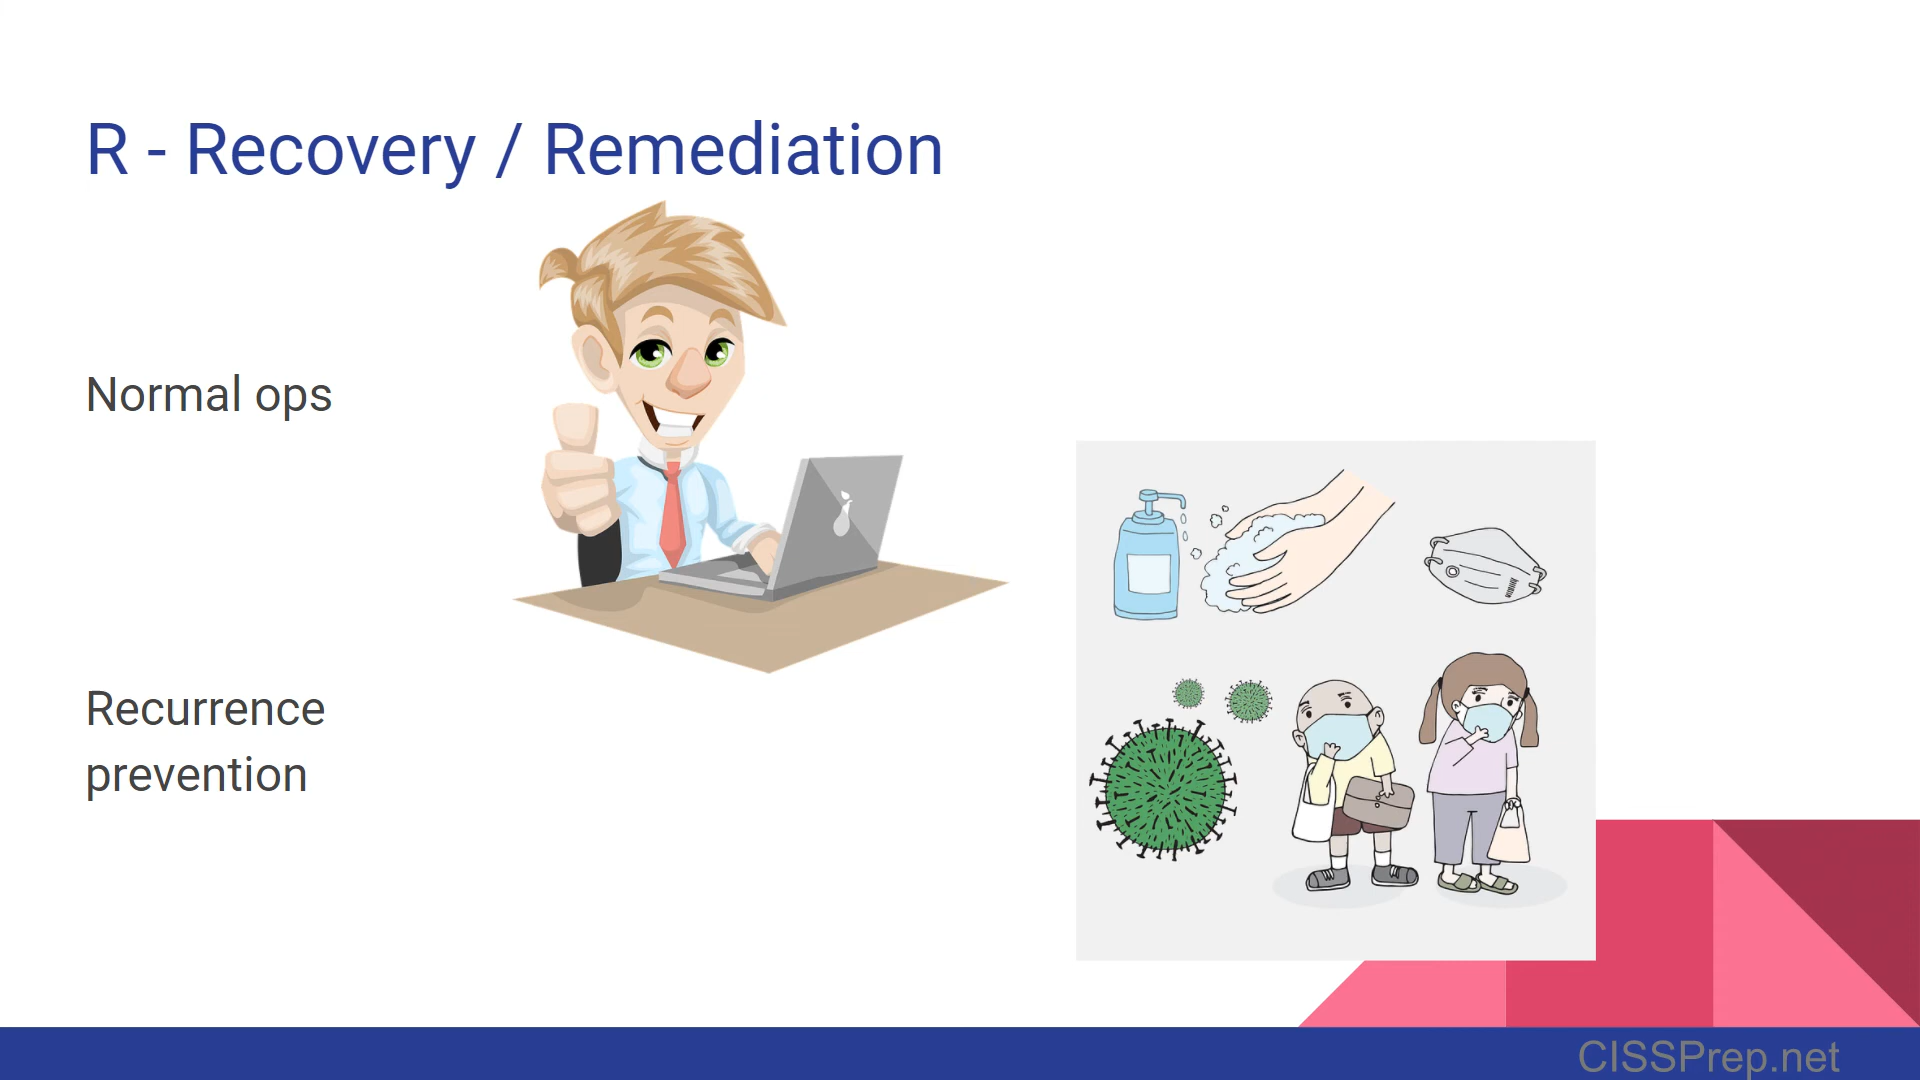 R - Recovery / Remediation
Normal ops
Recurrence
prevention
CISSPrep.net